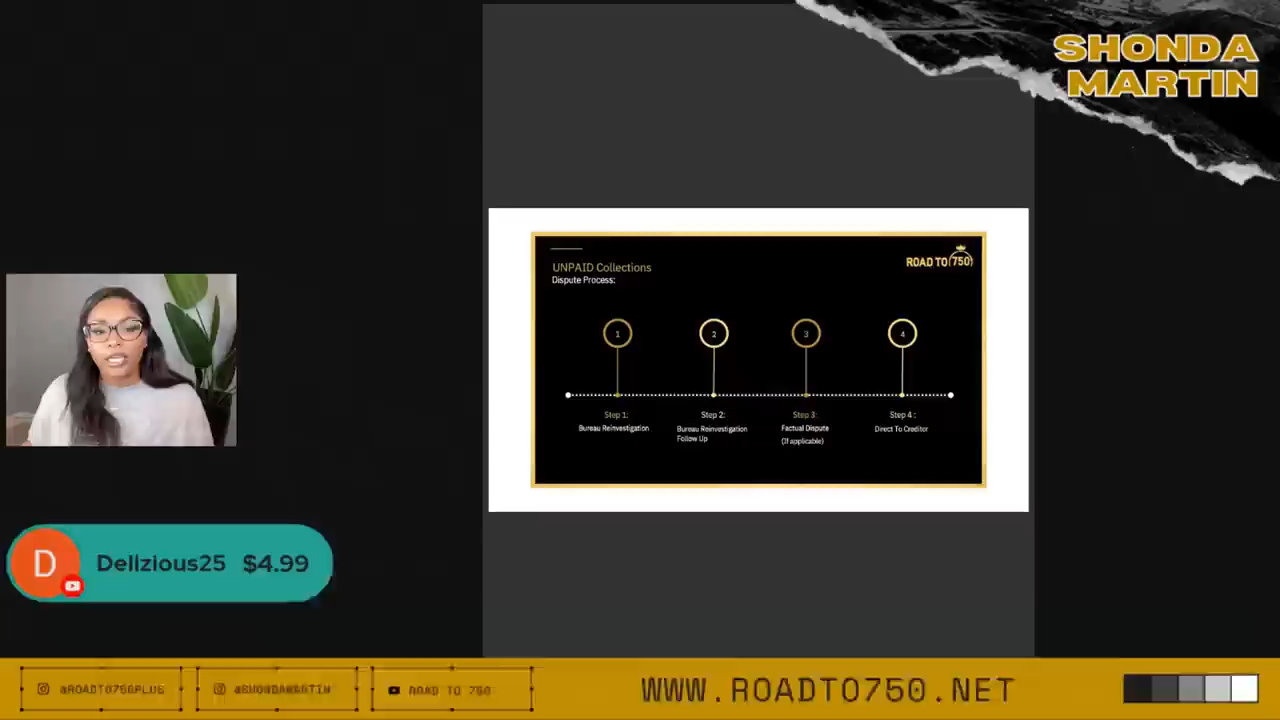 SHONDA
MARTIN
UNPAID Collections
Dispute Process:
ROAD TO 750
1
2
3
4
Step 1:
Bureau Reinvestigation
Step 2:
Bureau Reinvestigation
Follow Up
Step 3:
Factual Dispute
(If applicable)
Step 4 :
Direct To Creditor
D
Delizious25 $4.99
@ROADTO750PLUS
@SHONDAMARTIN
ROAD TO 750
WWW.ROADTO750.NET